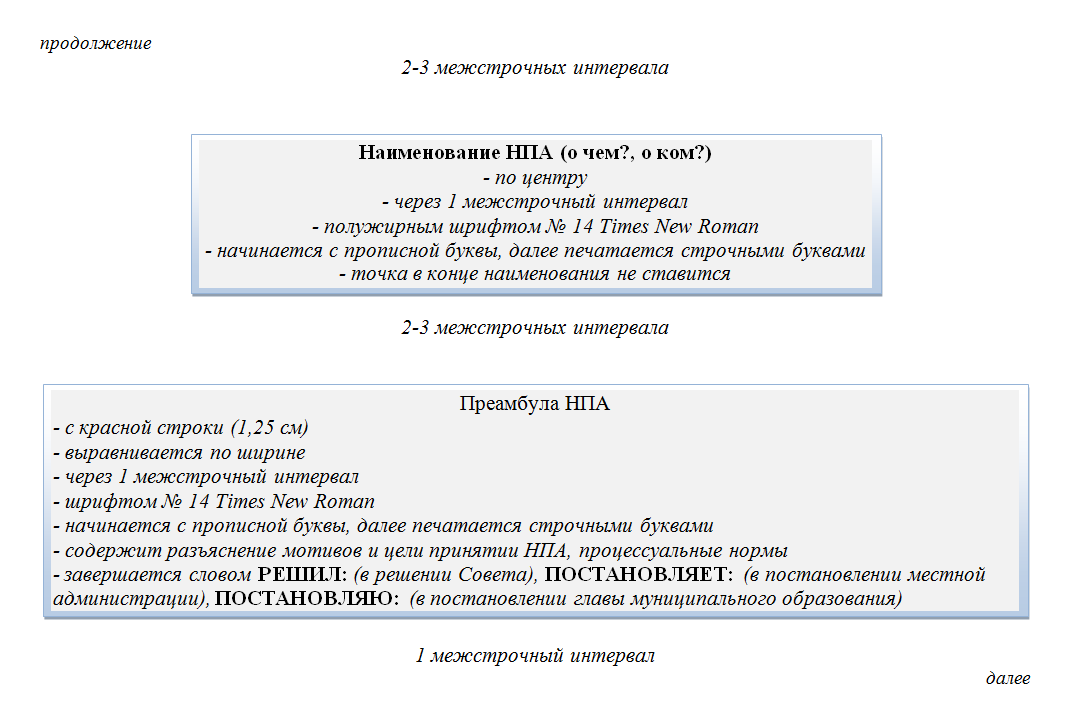 продолжение
2-3 межстрочных интервала
Наименование НПА (о чем?, о ком?)
- по центру
- через 1 межстрочный интервал
- полужирным шрифтом № 14 Times New Roman
- начинается с прописной буквы, далее печатается строчными буквами
- точка в конце наименования не ставится
2-3 межстрочных интервала
Преамбула НПА
- с красной строки (1,25 см)
- выравнивается по ширине
- через 1 межстрочный интервал
- шрифтом № 14 Times New Roman
- начинается с прописной буквы, далее печатается строчными буквами
- содержит разъяснение мотивов и цели принятии НПА, процессуальные нормы
- завершается словом РЕШИЛ: (в решении Совета), ПОСТАНОВЛЯЕТ: (в постановлении местной
администрации), ПОСТАНОВЛЯЮ: (в постановлении главы муниципального образования)
1 межстрочный интервал
далее